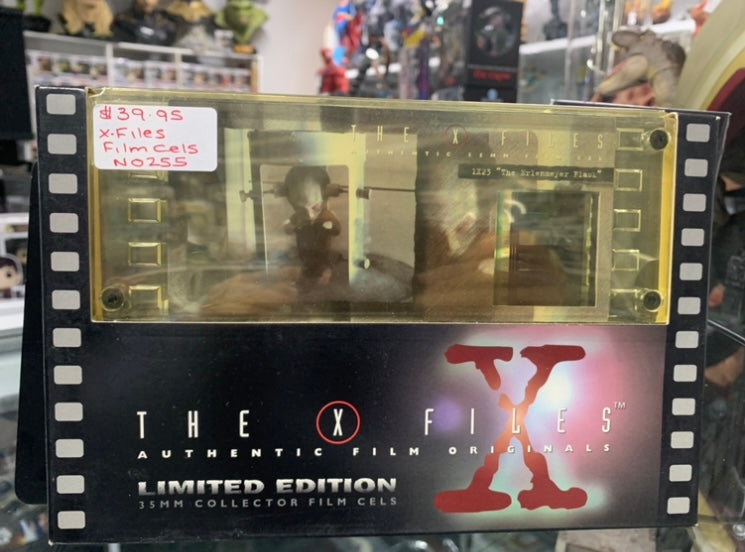 $39.95
X-Files
Film Cels
NO255
THE X FILES
1X23 "The Erlenmeyer Flask"
THE X FILES™
AUTHENTIC FILM ORIGINALS
LIMITED EDITION
35MM COLLECTOR FILM CELS